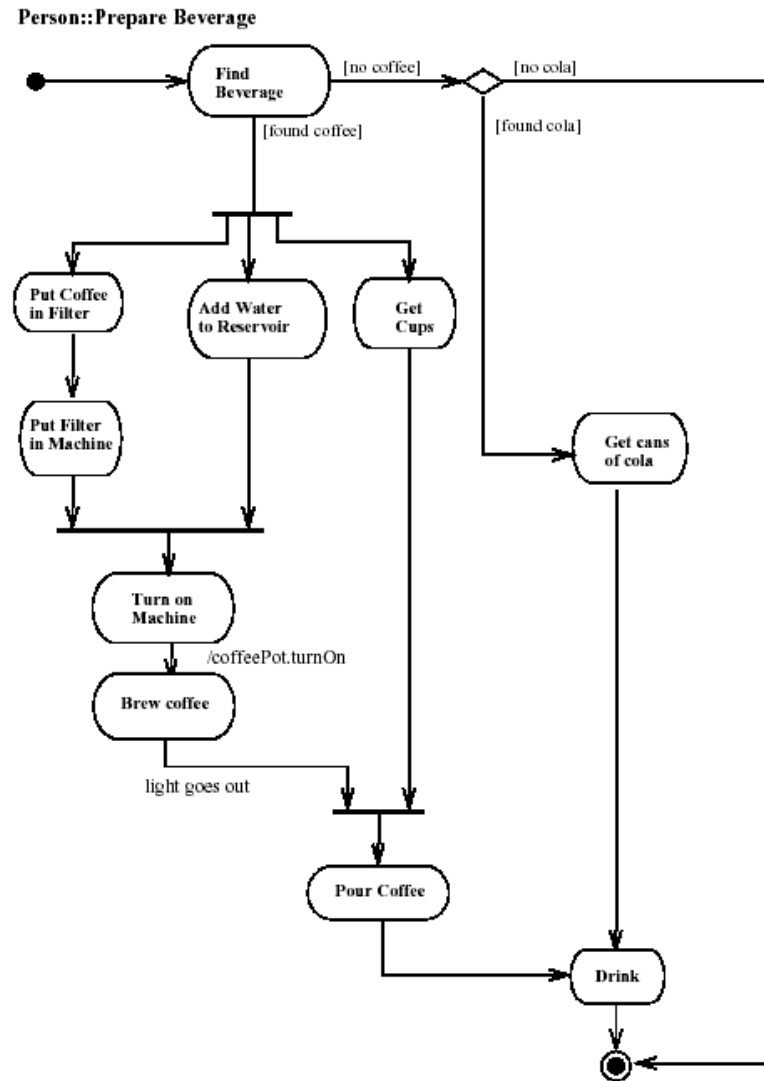 Person::Prepare Beverage
Find
Beverage
[no coffee]
[no cola]
[found coffee]
[found cola]
Put Coffee
in Filter
Add Water
to Reservoir
Get
Cups
Put Filter
in Machine
Get cans
of cola
Turn on
Machine
/coffeePot.turnOn
Brew coffee
light goes out
Pour Coffee
Drink